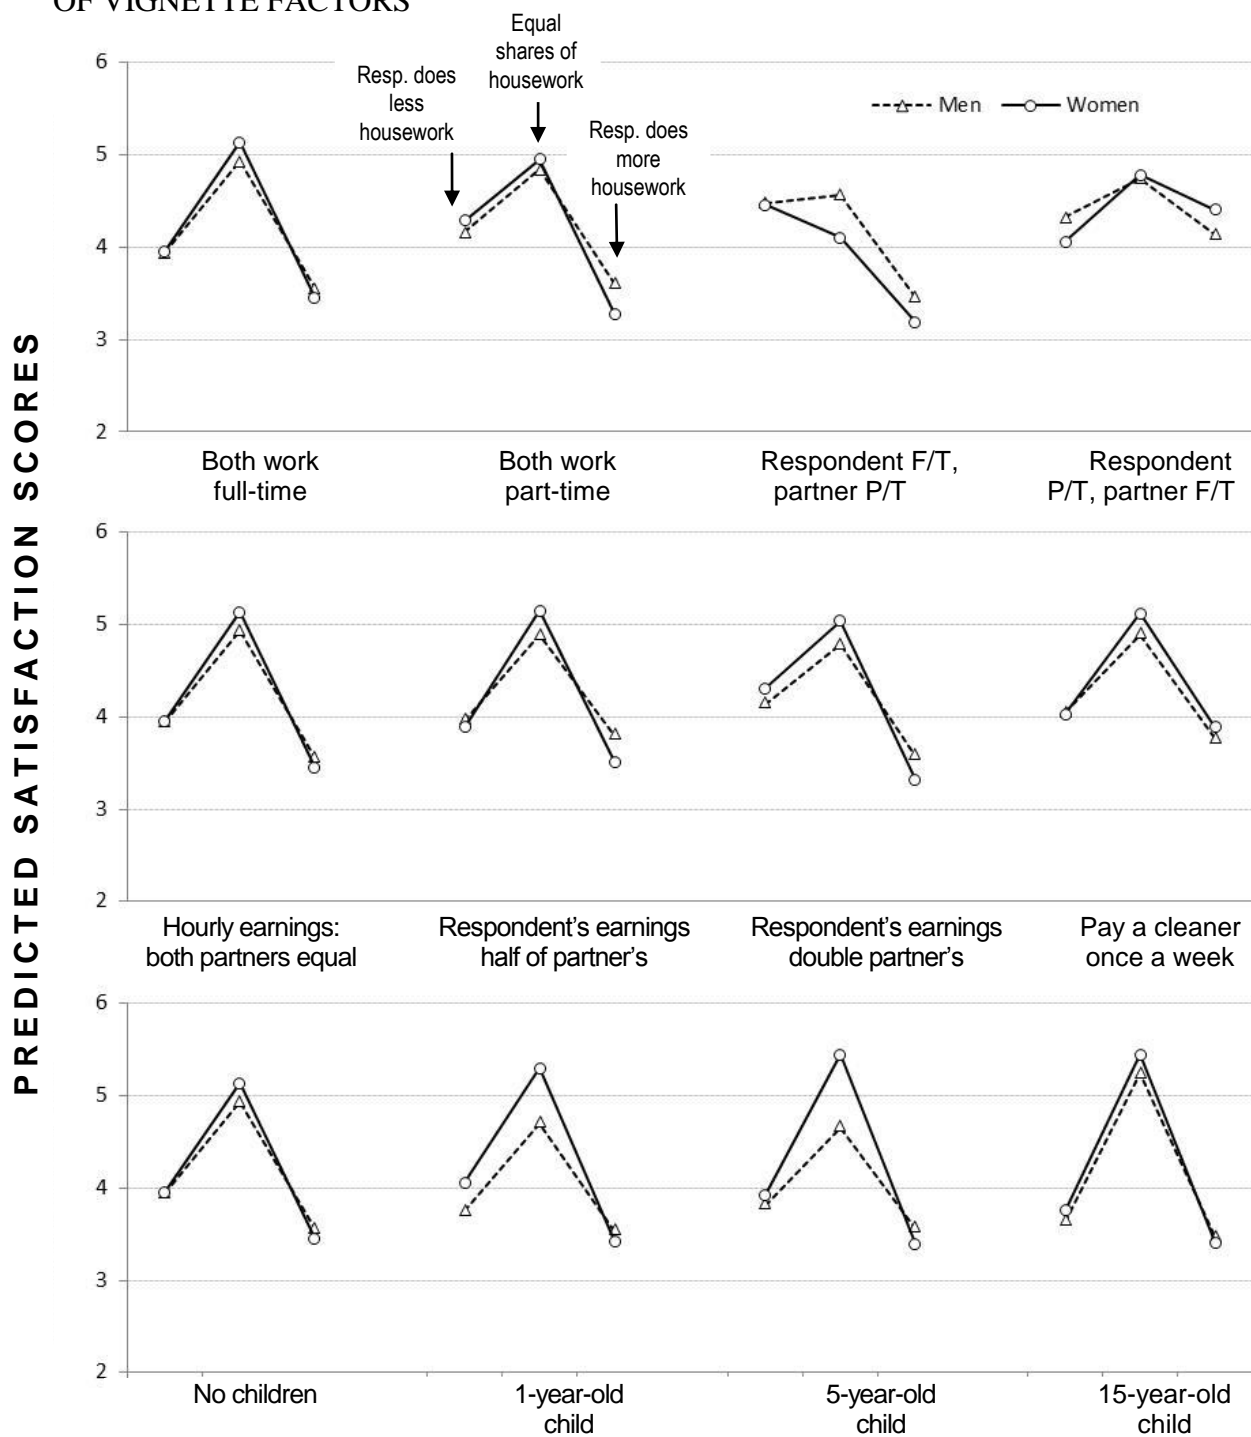 OF VIGNETTE FACTORS
PREDICTED SATISFACTION SCORES
Equal
shares of
housework
Resp. does
less
housework
Resp. does
more
housework
Men
Women
6
5
4
3
2
Both work
full-time
Both work
part-time
Respondent F/T,
partner P/T
Respondent
P/T, partner F/T
6
5
4
3
2
Hourly earnings:
both partners equal
Respondent’s earnings
half of partner’s
Respondent’s earnings
double partner’s
Pay a cleaner
once a week
6
5
4
3
2
No children
1-year-old
child
5-year-old
child
15-year-old
child